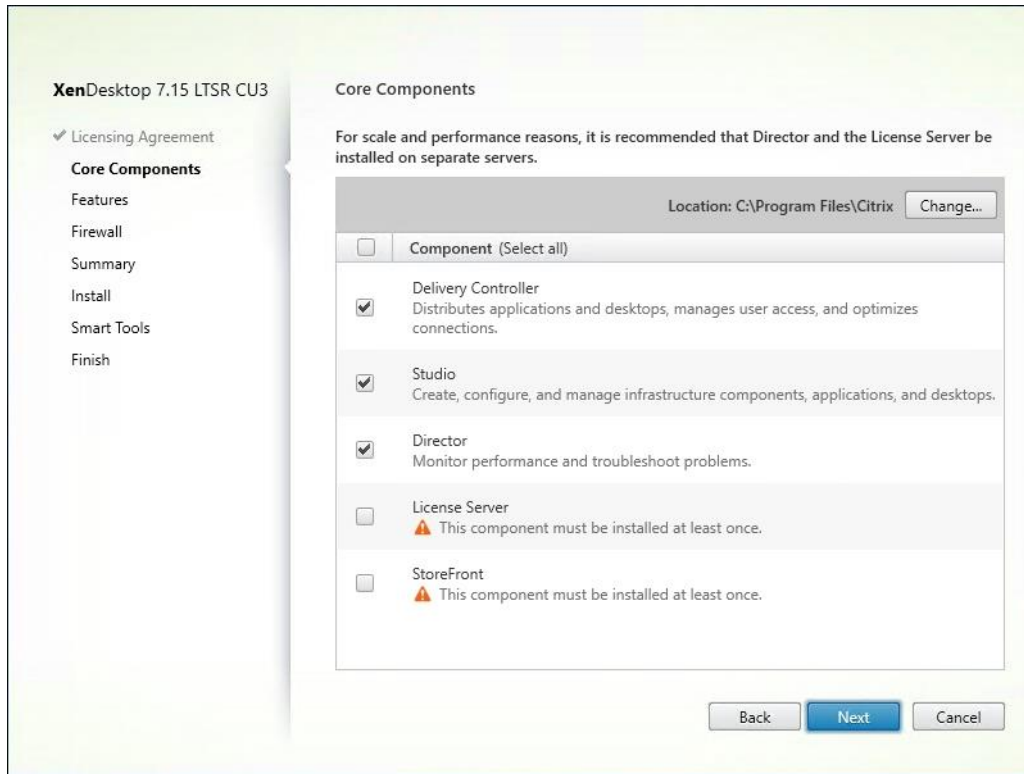 XenDesktop 7.15 LTSR CU3
Licensing Agreement
Core Components
Features
Firewall
Summary
Install
Smart Tools
Finish
Core Components
For scale and performance reasons, it is recommended that Director and the License Server be
installed on separate servers.
Location: C:\Program Files\Citrix
Change...
Component (Select all)
Delivery Controller
Distributes applications and desktops, manages user access, and optimizes
connections.
Studio
Create, configure, and manage infrastructure components, applications, and desktops.
Director
Monitor performance and troubleshoot problems.
License Server
This component must be installed at least once.
StoreFront
This component must be installed at least once.
Back
Next
Cancel